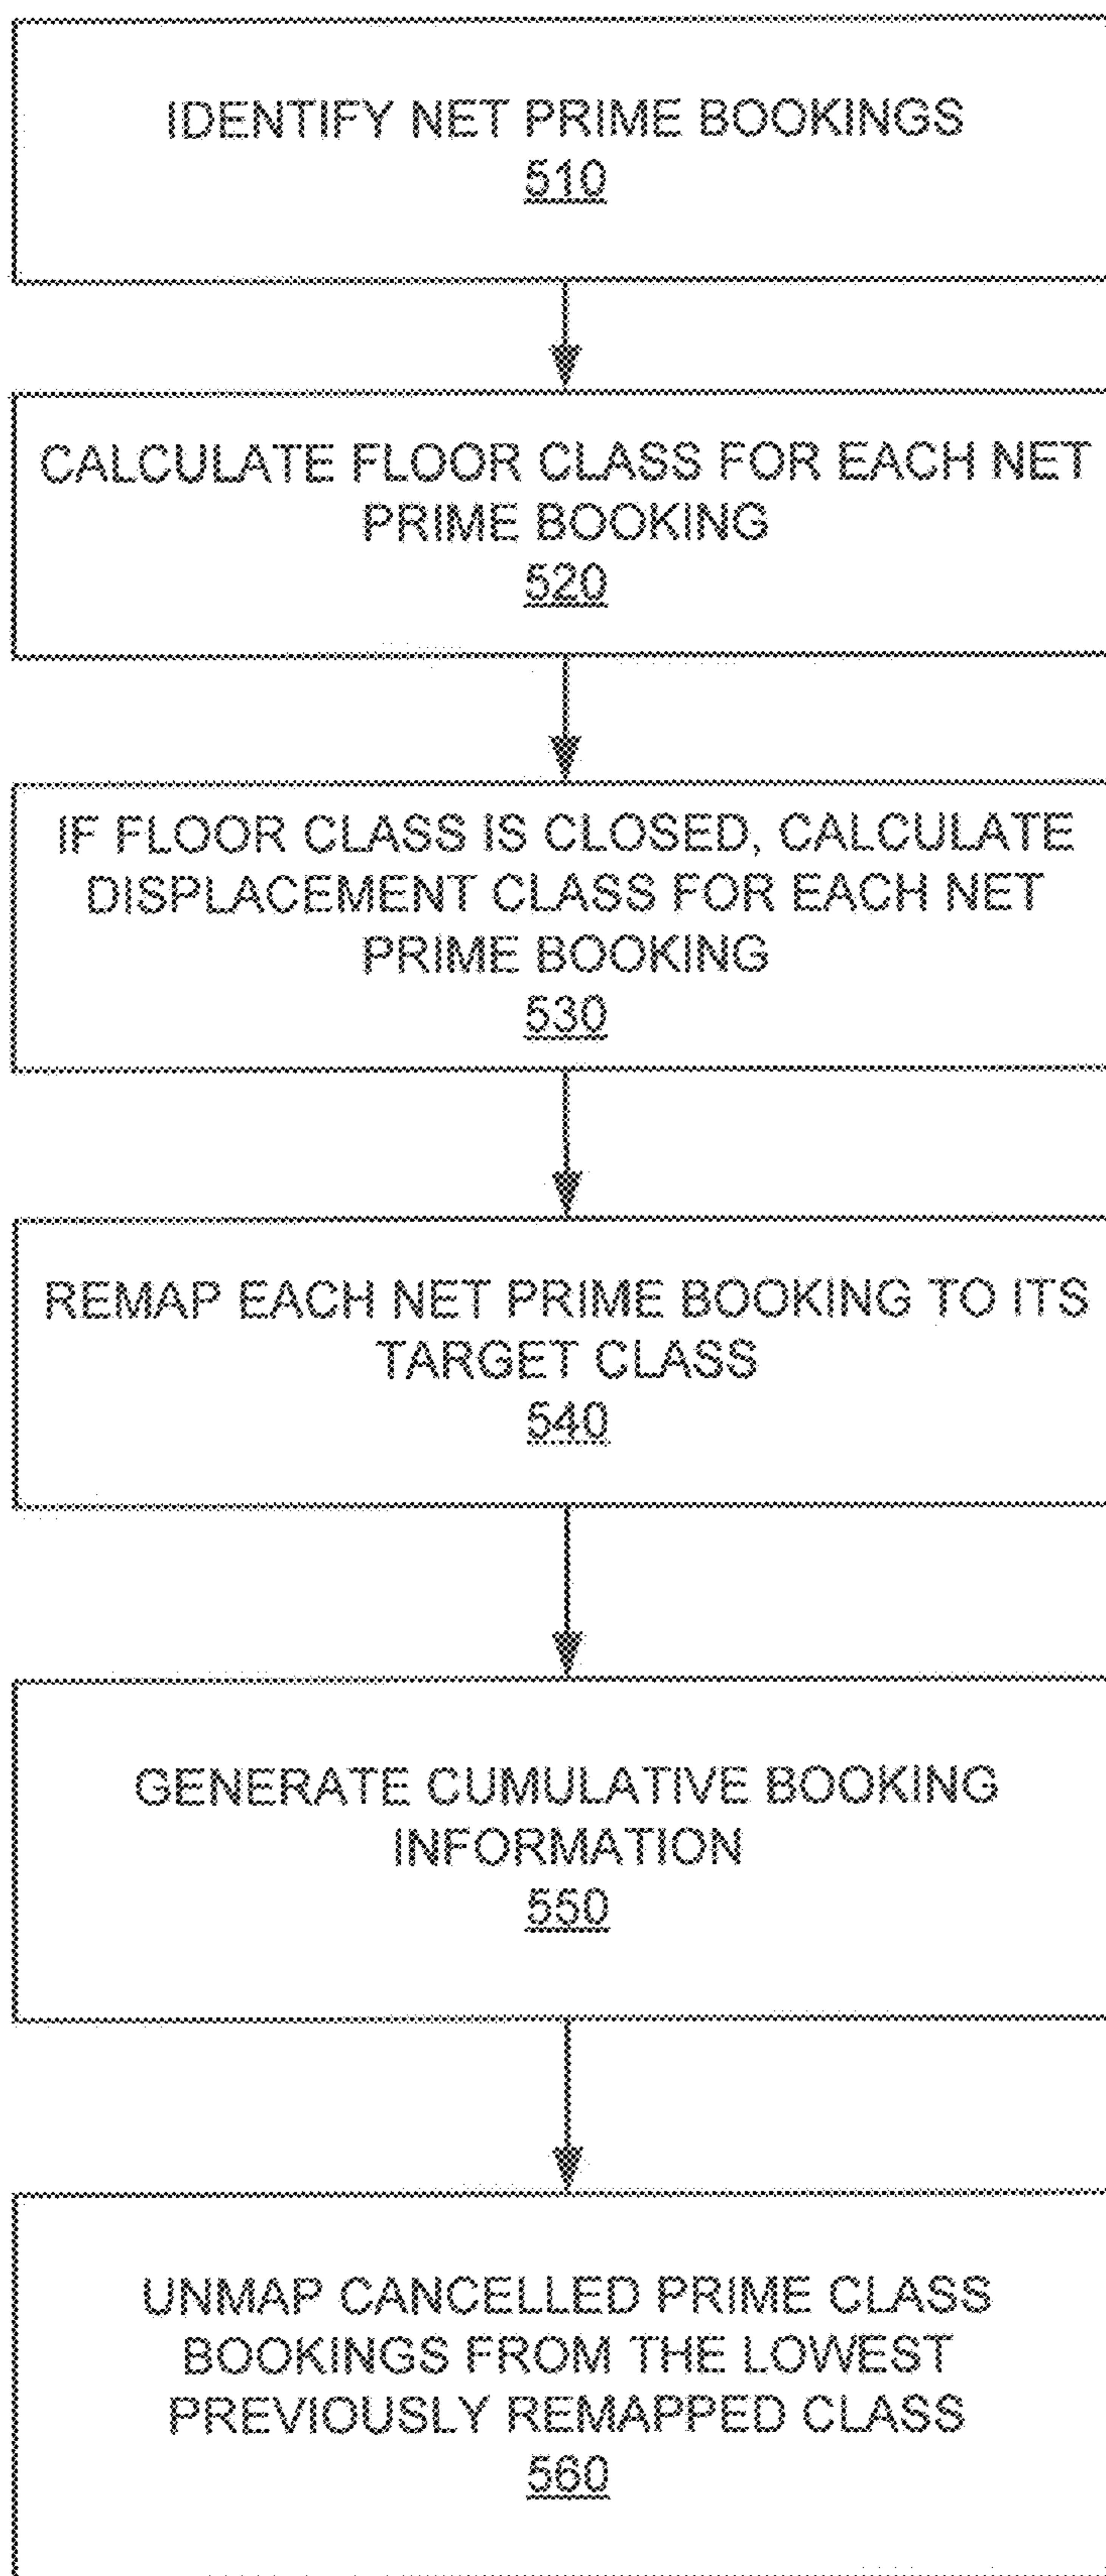 IDENTIFY NET PRIME BOOKINGS
510
CALCULATE FLOOR CLASS FOR EACH NET
PRIME BOOKING
520
IF FLOOR CLASS IS CLOSED, CALCULATE
DISPLACEMENT CLASS FOR EACH NET
PRIME BOOKING
530
REMAP EACH NET PRIME BOOKING TO ITS
TARGET CLASS
540
GENERATE CUMULATIVE BOOKING
INFORMATION
550
UNMAP CANCELLED PRIME CLASS
BOOKINGS FROM THE LOWEST
PREVIOUSLY REMAPPED CLASS
560